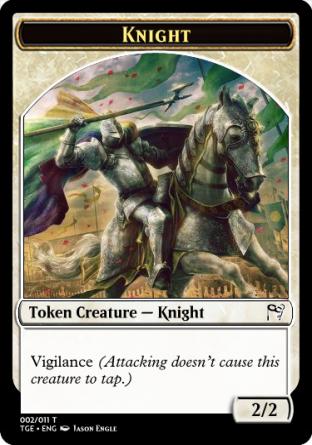 KNIGHT
Token Creature — Knight
Vigilance (Attacking doesn't cause this
creature to tap.)
2/2
002/011 T
TGE • ENG JASON ENGLE